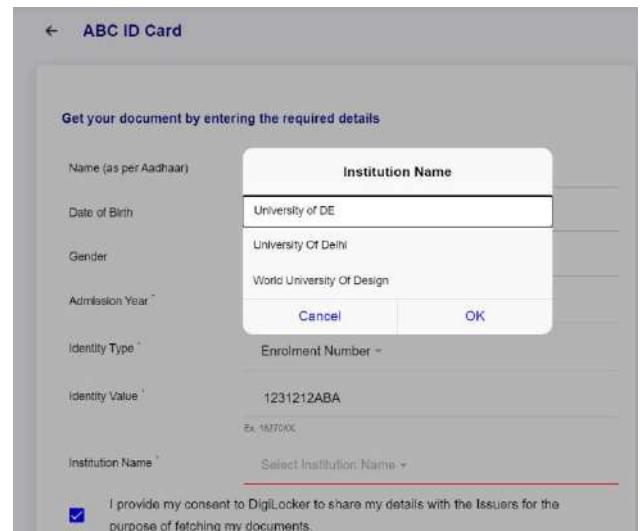 ← ABC ID Card
Get your document by entering the required details
Name (as per Aadhaar)
Date of Birth
Gender
Admission Year *
Identity Type *
Enrolment Number
Identity Value *
1231212ABA
Institution Name *
Select Institution Name
I provide my consent to DigiLocker to share my details with the Issuers for the
purpose of fetching my documents.
Institution Name
University of DE
University Of Delhi
World University Of Design
Cancel
OK